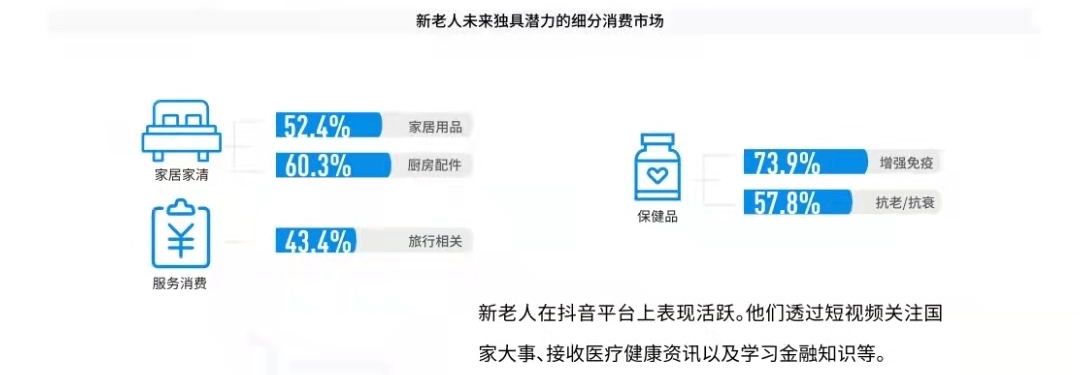 新老人未来独具潜力的细分消费市场
52.4% 家居用品
60.3% 厨房配件
家居家清
43.4% 旅行相关
服务消费
73.9% 增强免疫
57.8% 抗老/抗衰
保健品
新老人在抖音平台上表现活跃。他们透过短视频关注国
家大事、接收医疗健康资讯以及学习金融知识等。